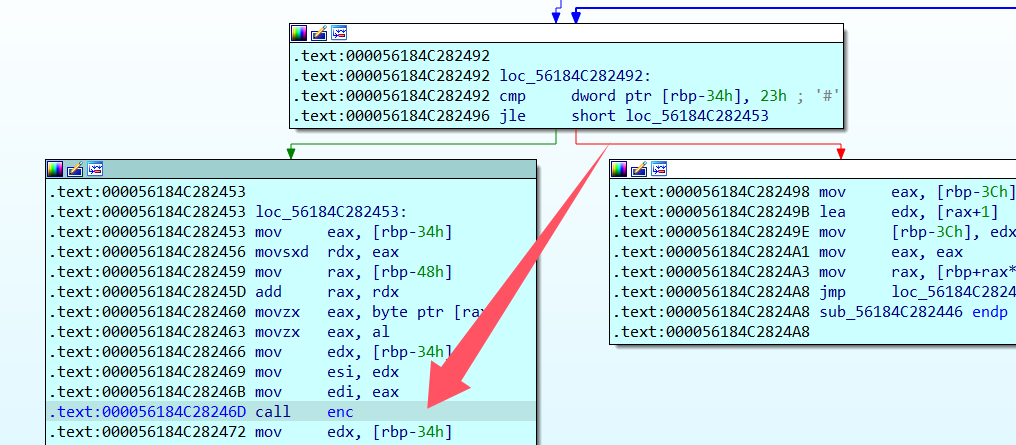 .text:000056184C282492
.text:000056184C282492 loc_56184C282492:
.text:000056184C282492 cmp     dword ptr [rbp-34h], 23h ; '#'
.text:000056184C282496 jle     short loc_56184C282453
.text:000056184C282453
.text:000056184C282453 loc_56184C282453:
.text:000056184C282453 mov     eax, [rbp-34h]
.text:000056184C282456 movsxd  rdx, eax
.text:000056184C282459 mov     rax, [rbp-48h]
.text:000056184C28245D add     rax, rdx
.text:000056184C282460 movzx   eax, byte ptr [rax
.text:000056184C282463 movzx   eax, al
.text:000056184C282466 mov     edx, [rbp-34h]
.text:000056184C282469 mov     esi, edx
.text:000056184C28246B mov     edi, eax
.text:000056184C28246D call    enc
.text:000056184C282472 mov     edx, [rbp-34h]
.text:000056184C282498 mov     eax, [rbp-3Ch]
.text:000056184C28249B lea     edx, [rax+1]
.text:000056184C28249E mov     [rbp-3Ch], edx
.text:000056184C2824A1 mov     eax, eax
.text:000056184C2824A3 mov     rax, [rbp+rax*
.text:000056184C2824A8 jmp     loc_56184C2824
.text:000056184C2824A8 sub_56184C282446 endp
.text:000056184C2824A8